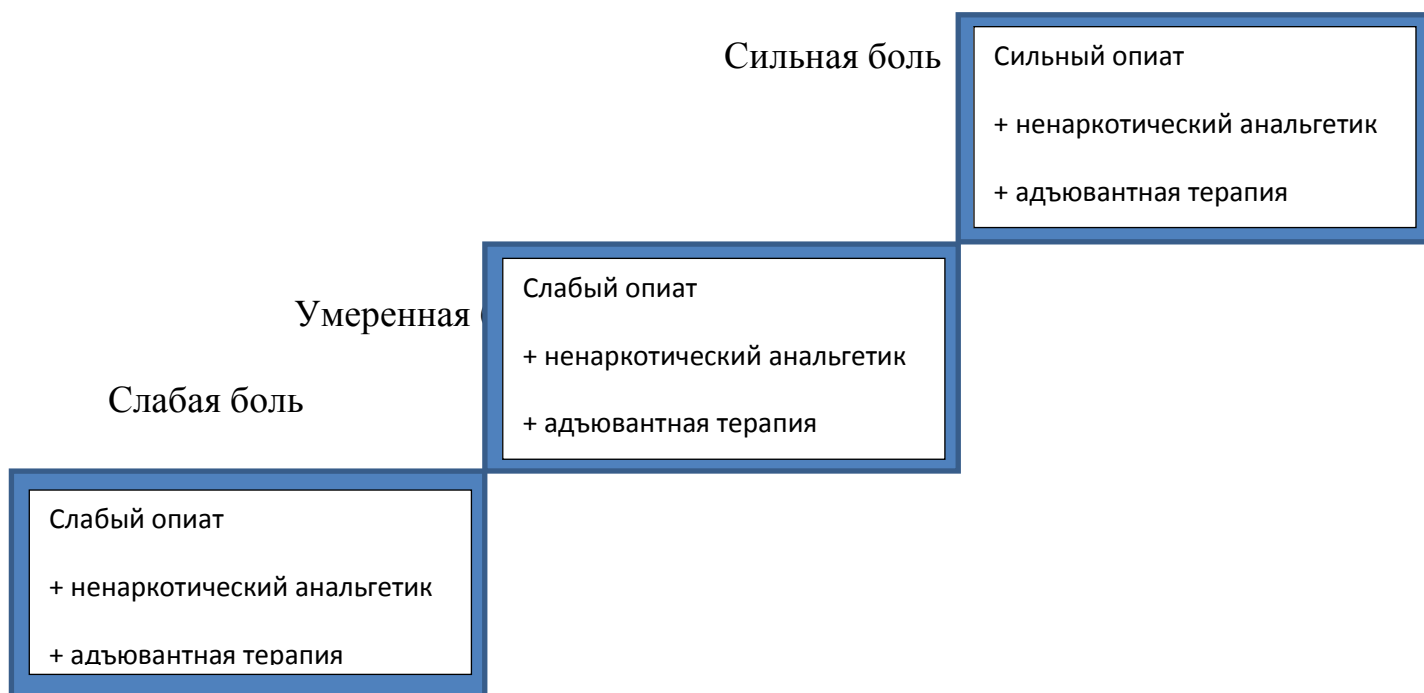 Сильная боль
Сильный опиат
+ ненаркотический анальгетик
+ адъювантная терапия
Умеренная
Слабый опиат
+ ненаркотический анальгетик
+ адъювантная терапия
Слабая боль
Слабый опиат
+ ненаркотический анальгетик
+ адъювантная терапия